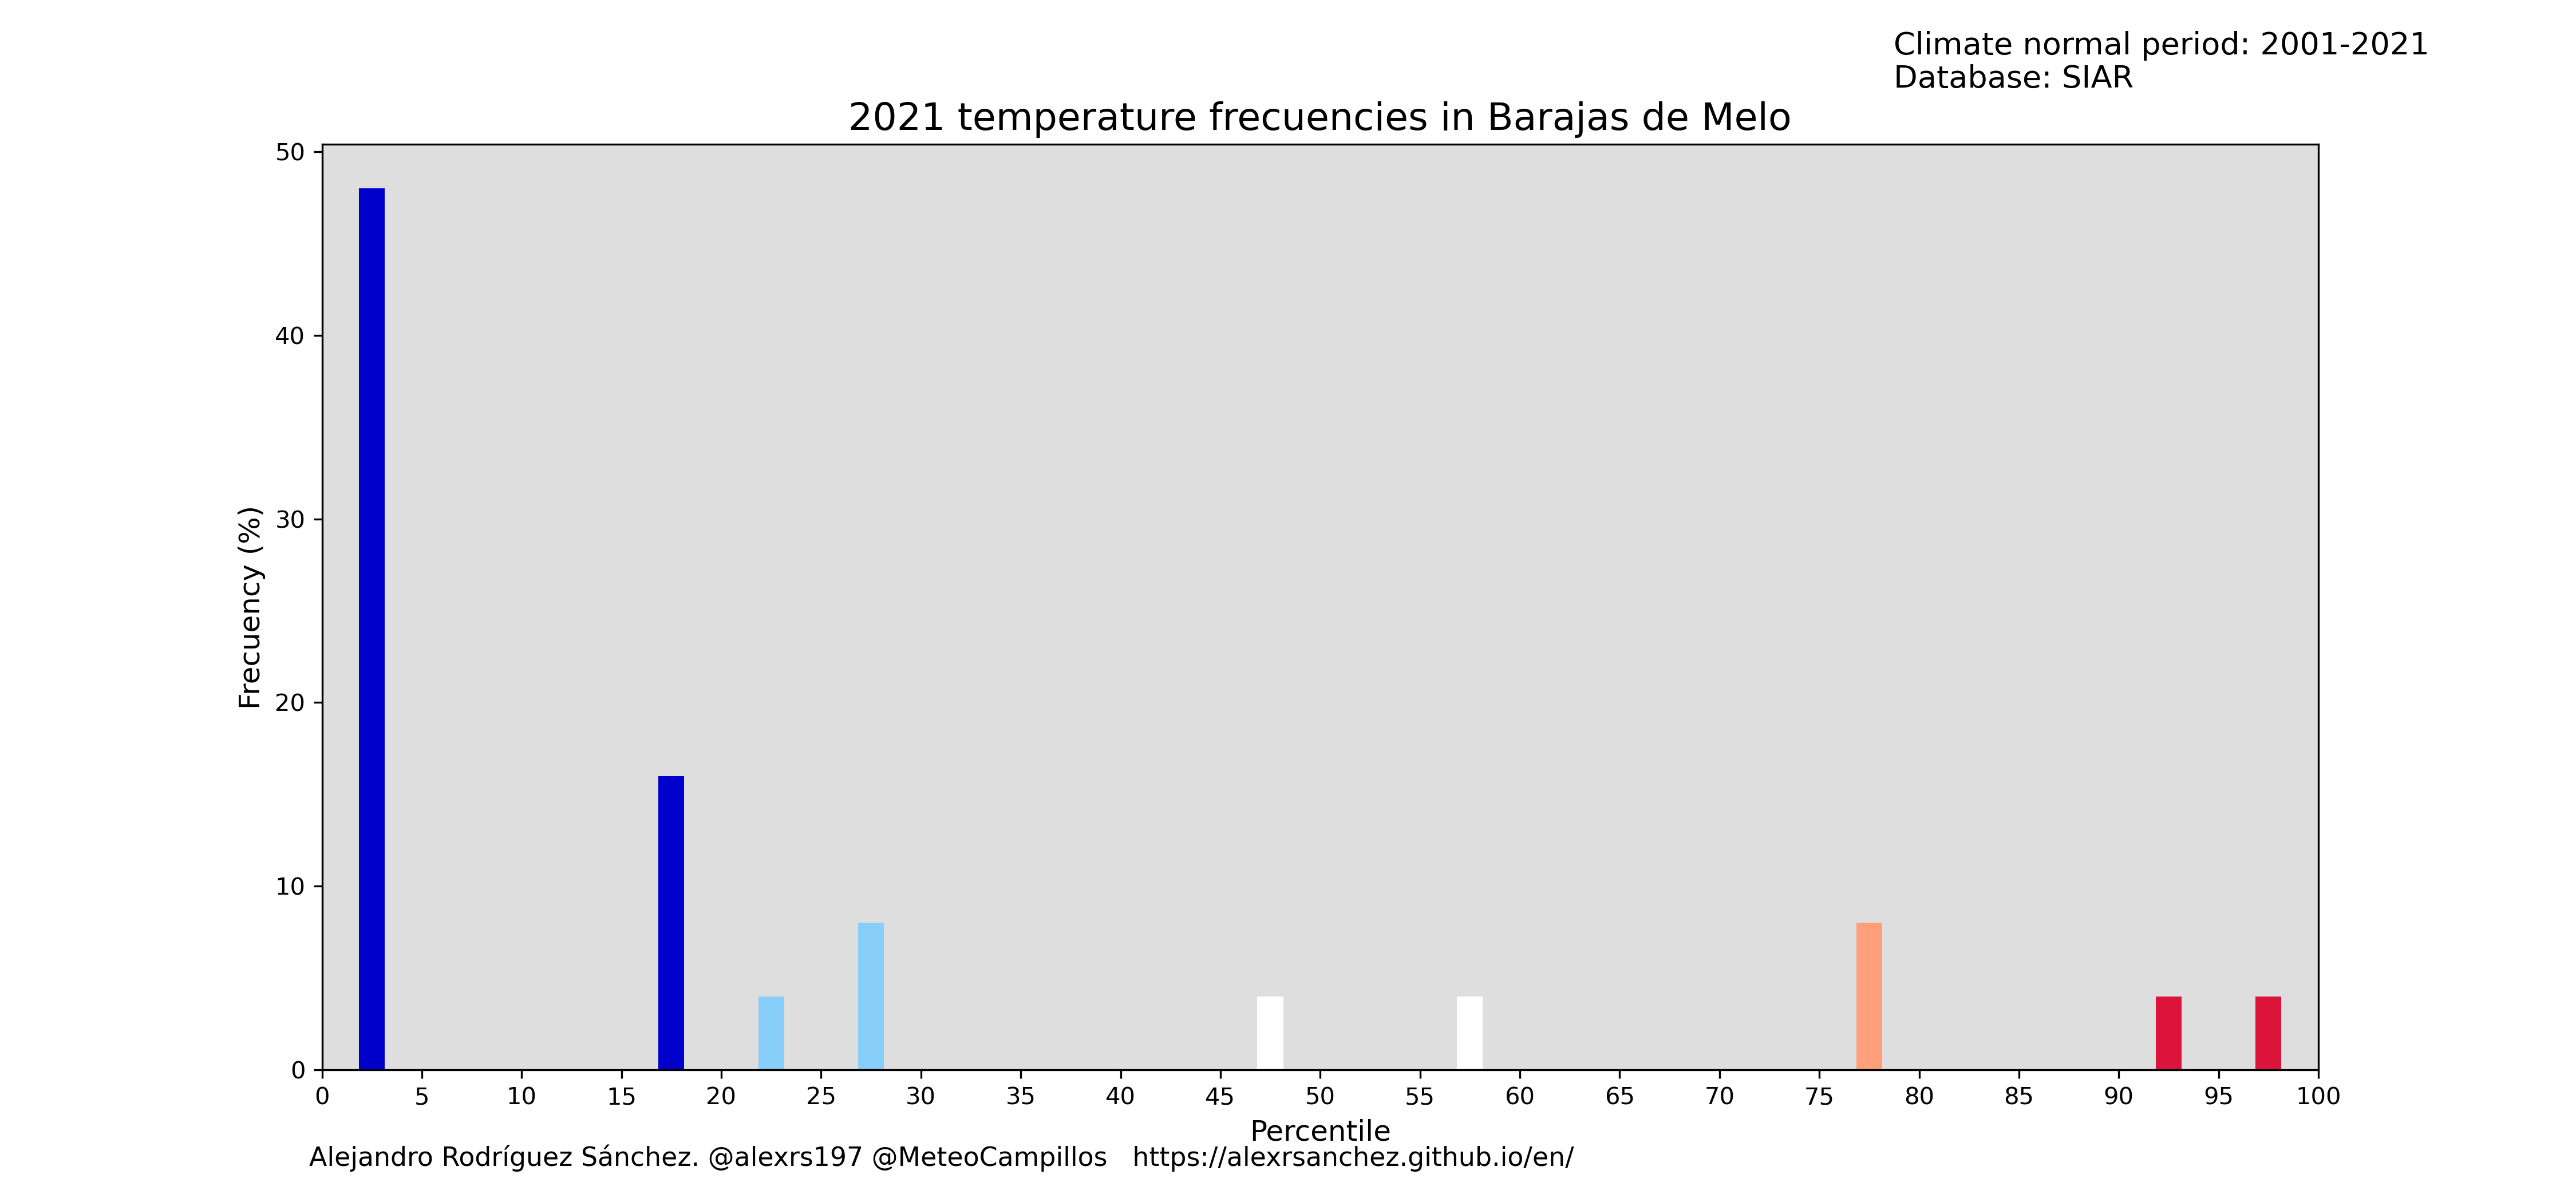 Climate normal period: 2001-2021
Database: SIAR
2021 temperature frecuencies in Barajas de Melo
50
40
30
20
10
0
Frecuency (%)
0 5 10 15 20 25 30 35 40 45 50 55 60 65 70 75 80 85 90 95 100
Percentile
Alejandro Rodríguez Sánchez. @alexrs197 @MeteoCampillos https://alexrsanchez.github.io/en/